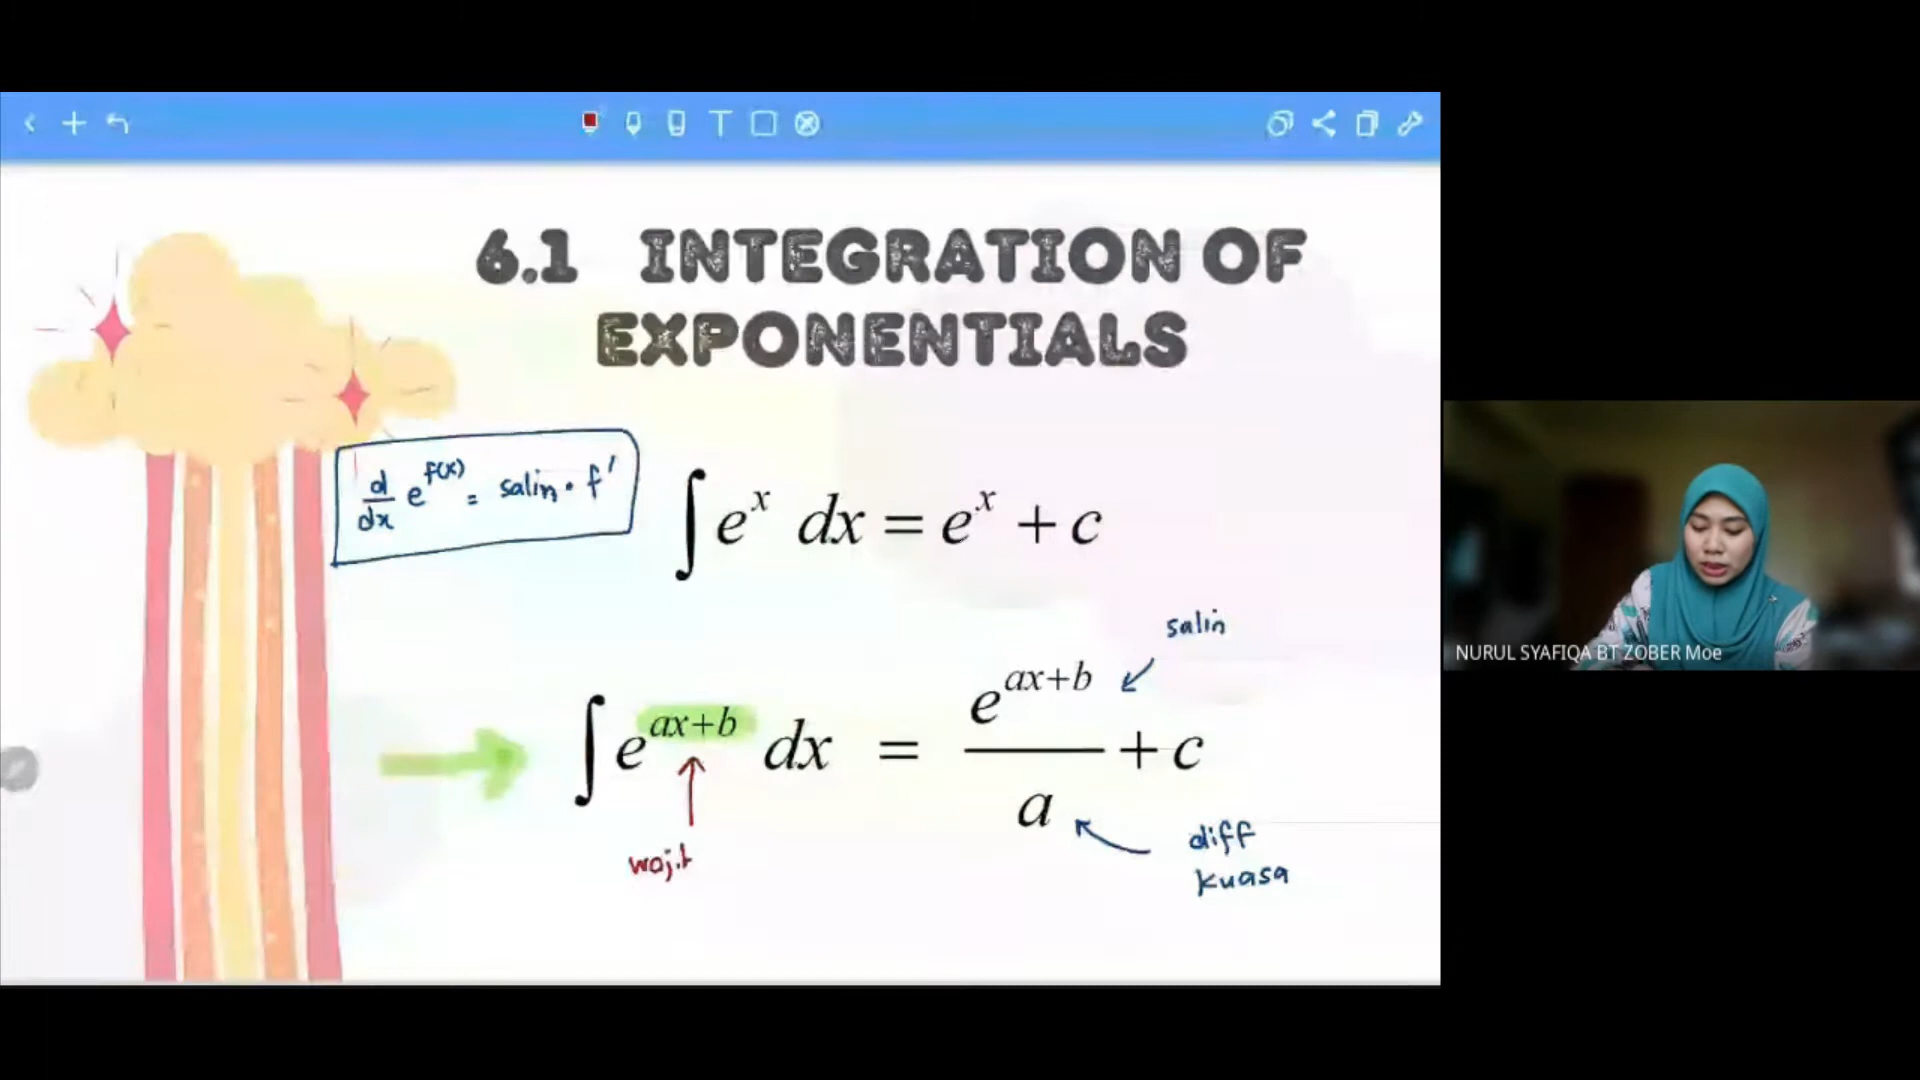 6.1 INTEGRATION OF
EXPONENTIALS
d/dx e^{f(x)} = salin • f'
∫ e^x dx = e^x + c
salin
∫ e^{ax+b} dx = e^{ax+b}/a + c
wajib
diff
kuasa
NURUL SYAFIQA BT ZOBER Moe